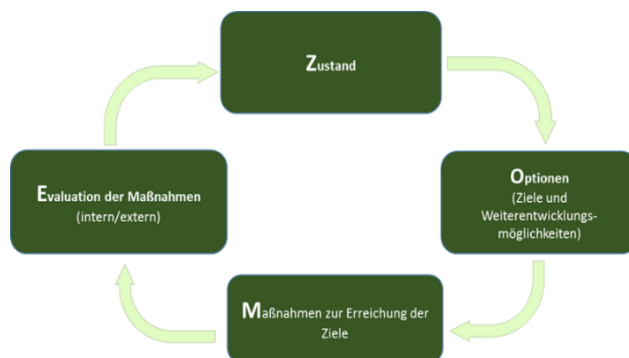 Zustand
Optionen
(Ziele und
Weiterentwicklungs-
möglichkeiten)
Maßnahmen zur Erreichung der
Ziele
Evaluation der Maßnahmen
(intern/extern)